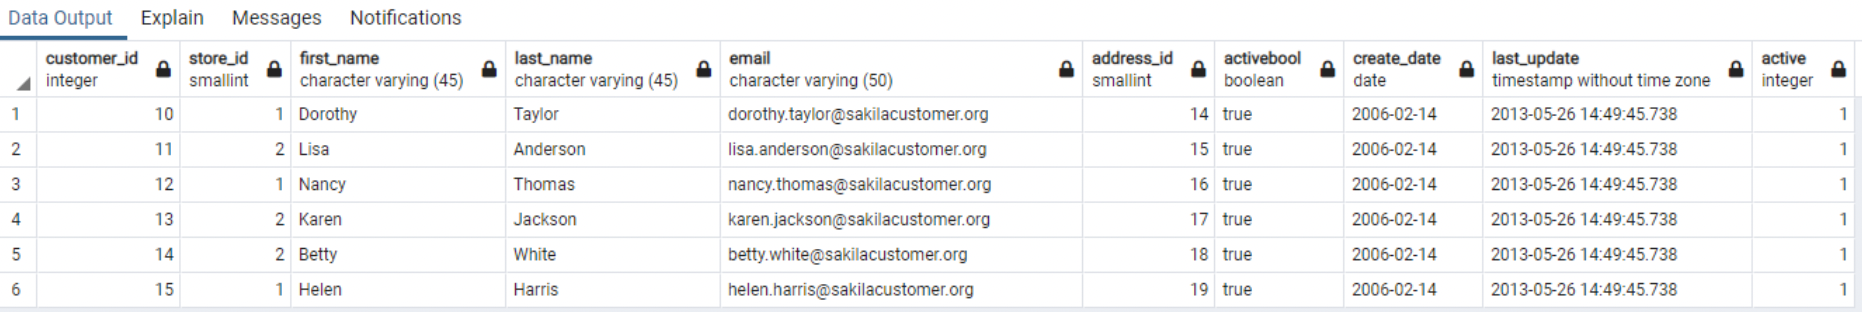 Data Output Explain Messages Notifications
customer_id store_id first_name last_name email address_id activebool create_date last_update active
integer smallint character varying (45) character varying (45) character varying (50) smallint boolean date timestamp without time zone integer
1 10 1 Dorothy Taylor dorothy.taylor@sakilacustomer.org 14 true 2006-02-14 2013-05-26 14:49:45.738 1
2 11 2 Lisa Anderson lisa.anderson@sakilacustomer.org 15 true 2006-02-14 2013-05-26 14:49:45.738 1
3 12 1 Nancy Thomas nancy.thomas@sakilacustomer.org 16 true 2006-02-14 2013-05-26 14:49:45.738 1
4 13 2 Karen Jackson karen.jackson@sakilacustomer.org 17 true 2006-02-14 2013-05-26 14:49:45.738 1
5 14 2 Betty White betty.white@sakilacustomer.org 18 true 2006-02-14 2013-05-26 14:49:45.738 1
6 15 1 Helen Harris helen.harris@sakilacustomer.org 19 true 2006-02-14 2013-05-26 14:49:45.738 1